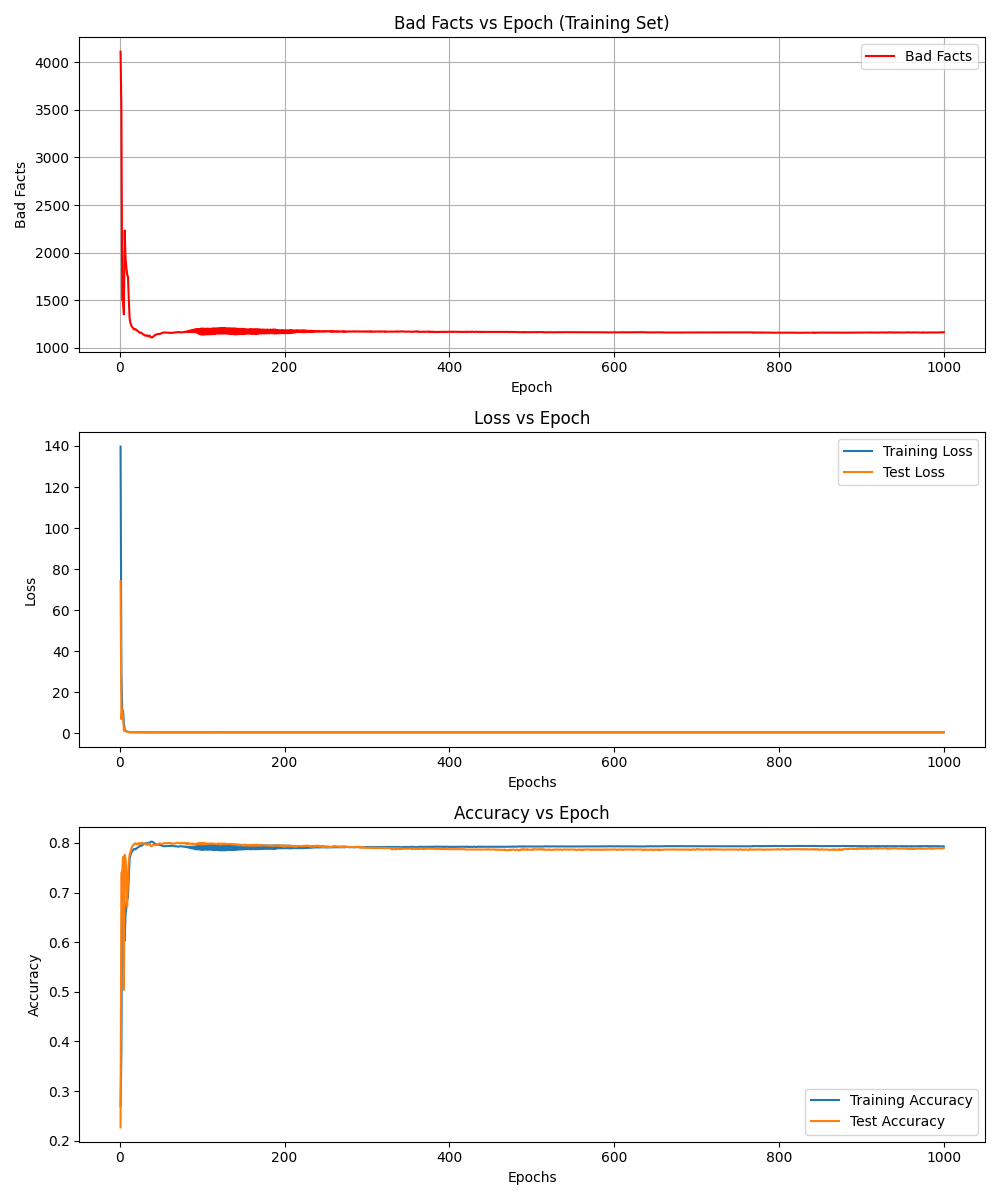 Bad Facts vs Epoch (Training Set)
Bad Facts
4000
3500
3000
2500
2000
1500
1000
Bad Facts
0 200 400 600 800 1000
Epoch
Loss vs Epoch
Training Loss
Test Loss
140
120
100
80
60
40
20
0
Loss
0 200 400 600 800 1000
Epochs
Accuracy vs Epoch
0.8
0.7
0.6
0.5
0.4
0.3
0.2
Accuracy
Training Accuracy
Test Accuracy
0 200 400 600 800 1000
Epochs